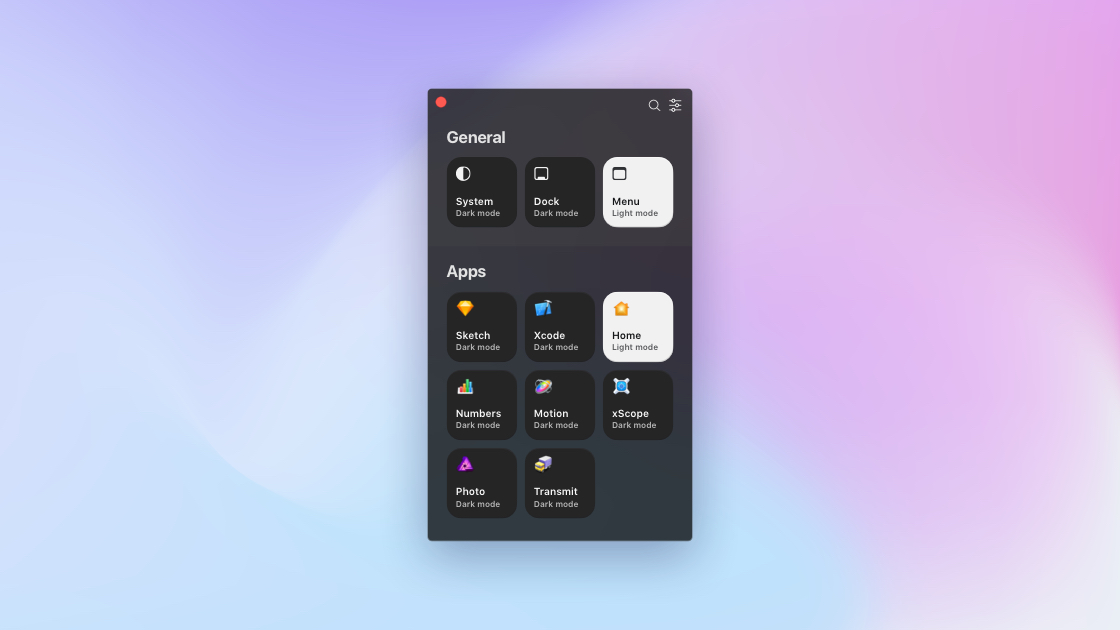 General
System
Dark mode
Dock
Dark mode
Menu
Light mode
Apps
Sketch
Dark mode
Xcode
Dark mode
Home
Light mode
Numbers
Dark mode
Motion
Dark mode
xScope
Dark mode
Photo
Dark mode
Transmit
Dark mode